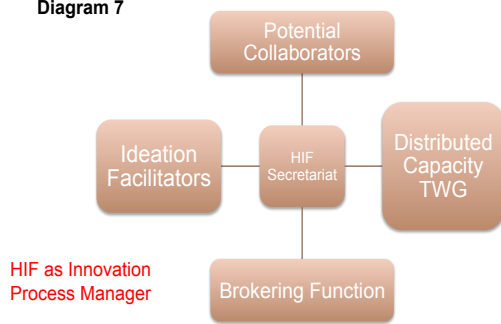 Diagram 7
Potential
Collaborators
Ideation
Facilitators
HIF
Secretariat
Distributed
Capacity
TWG
HIF as Innovation
Process Manager
Brokering Function